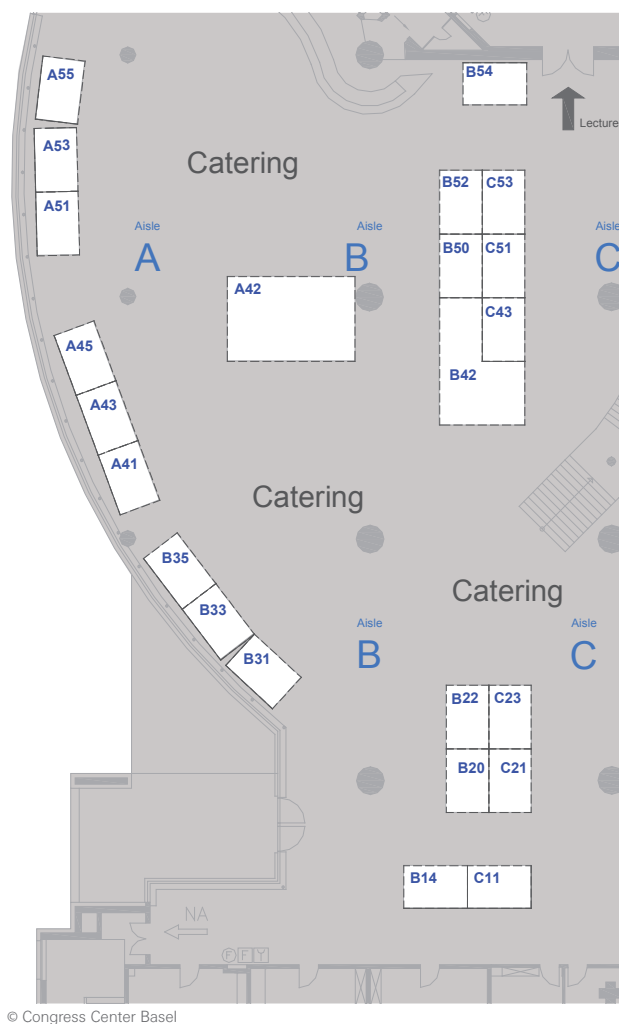 B54
A55
Lecture
A53
Catering
B52 C53
A51
Aisle Aisle Aisle
A B C
B50 C51
A42
C43
A45
B42
A43
A41
Catering
B35
Catering
B33
Aisle Aisle
B C
B31
B22 C23
B20 C21
B14 C11
NA
F F Y
© Congress Center Basel